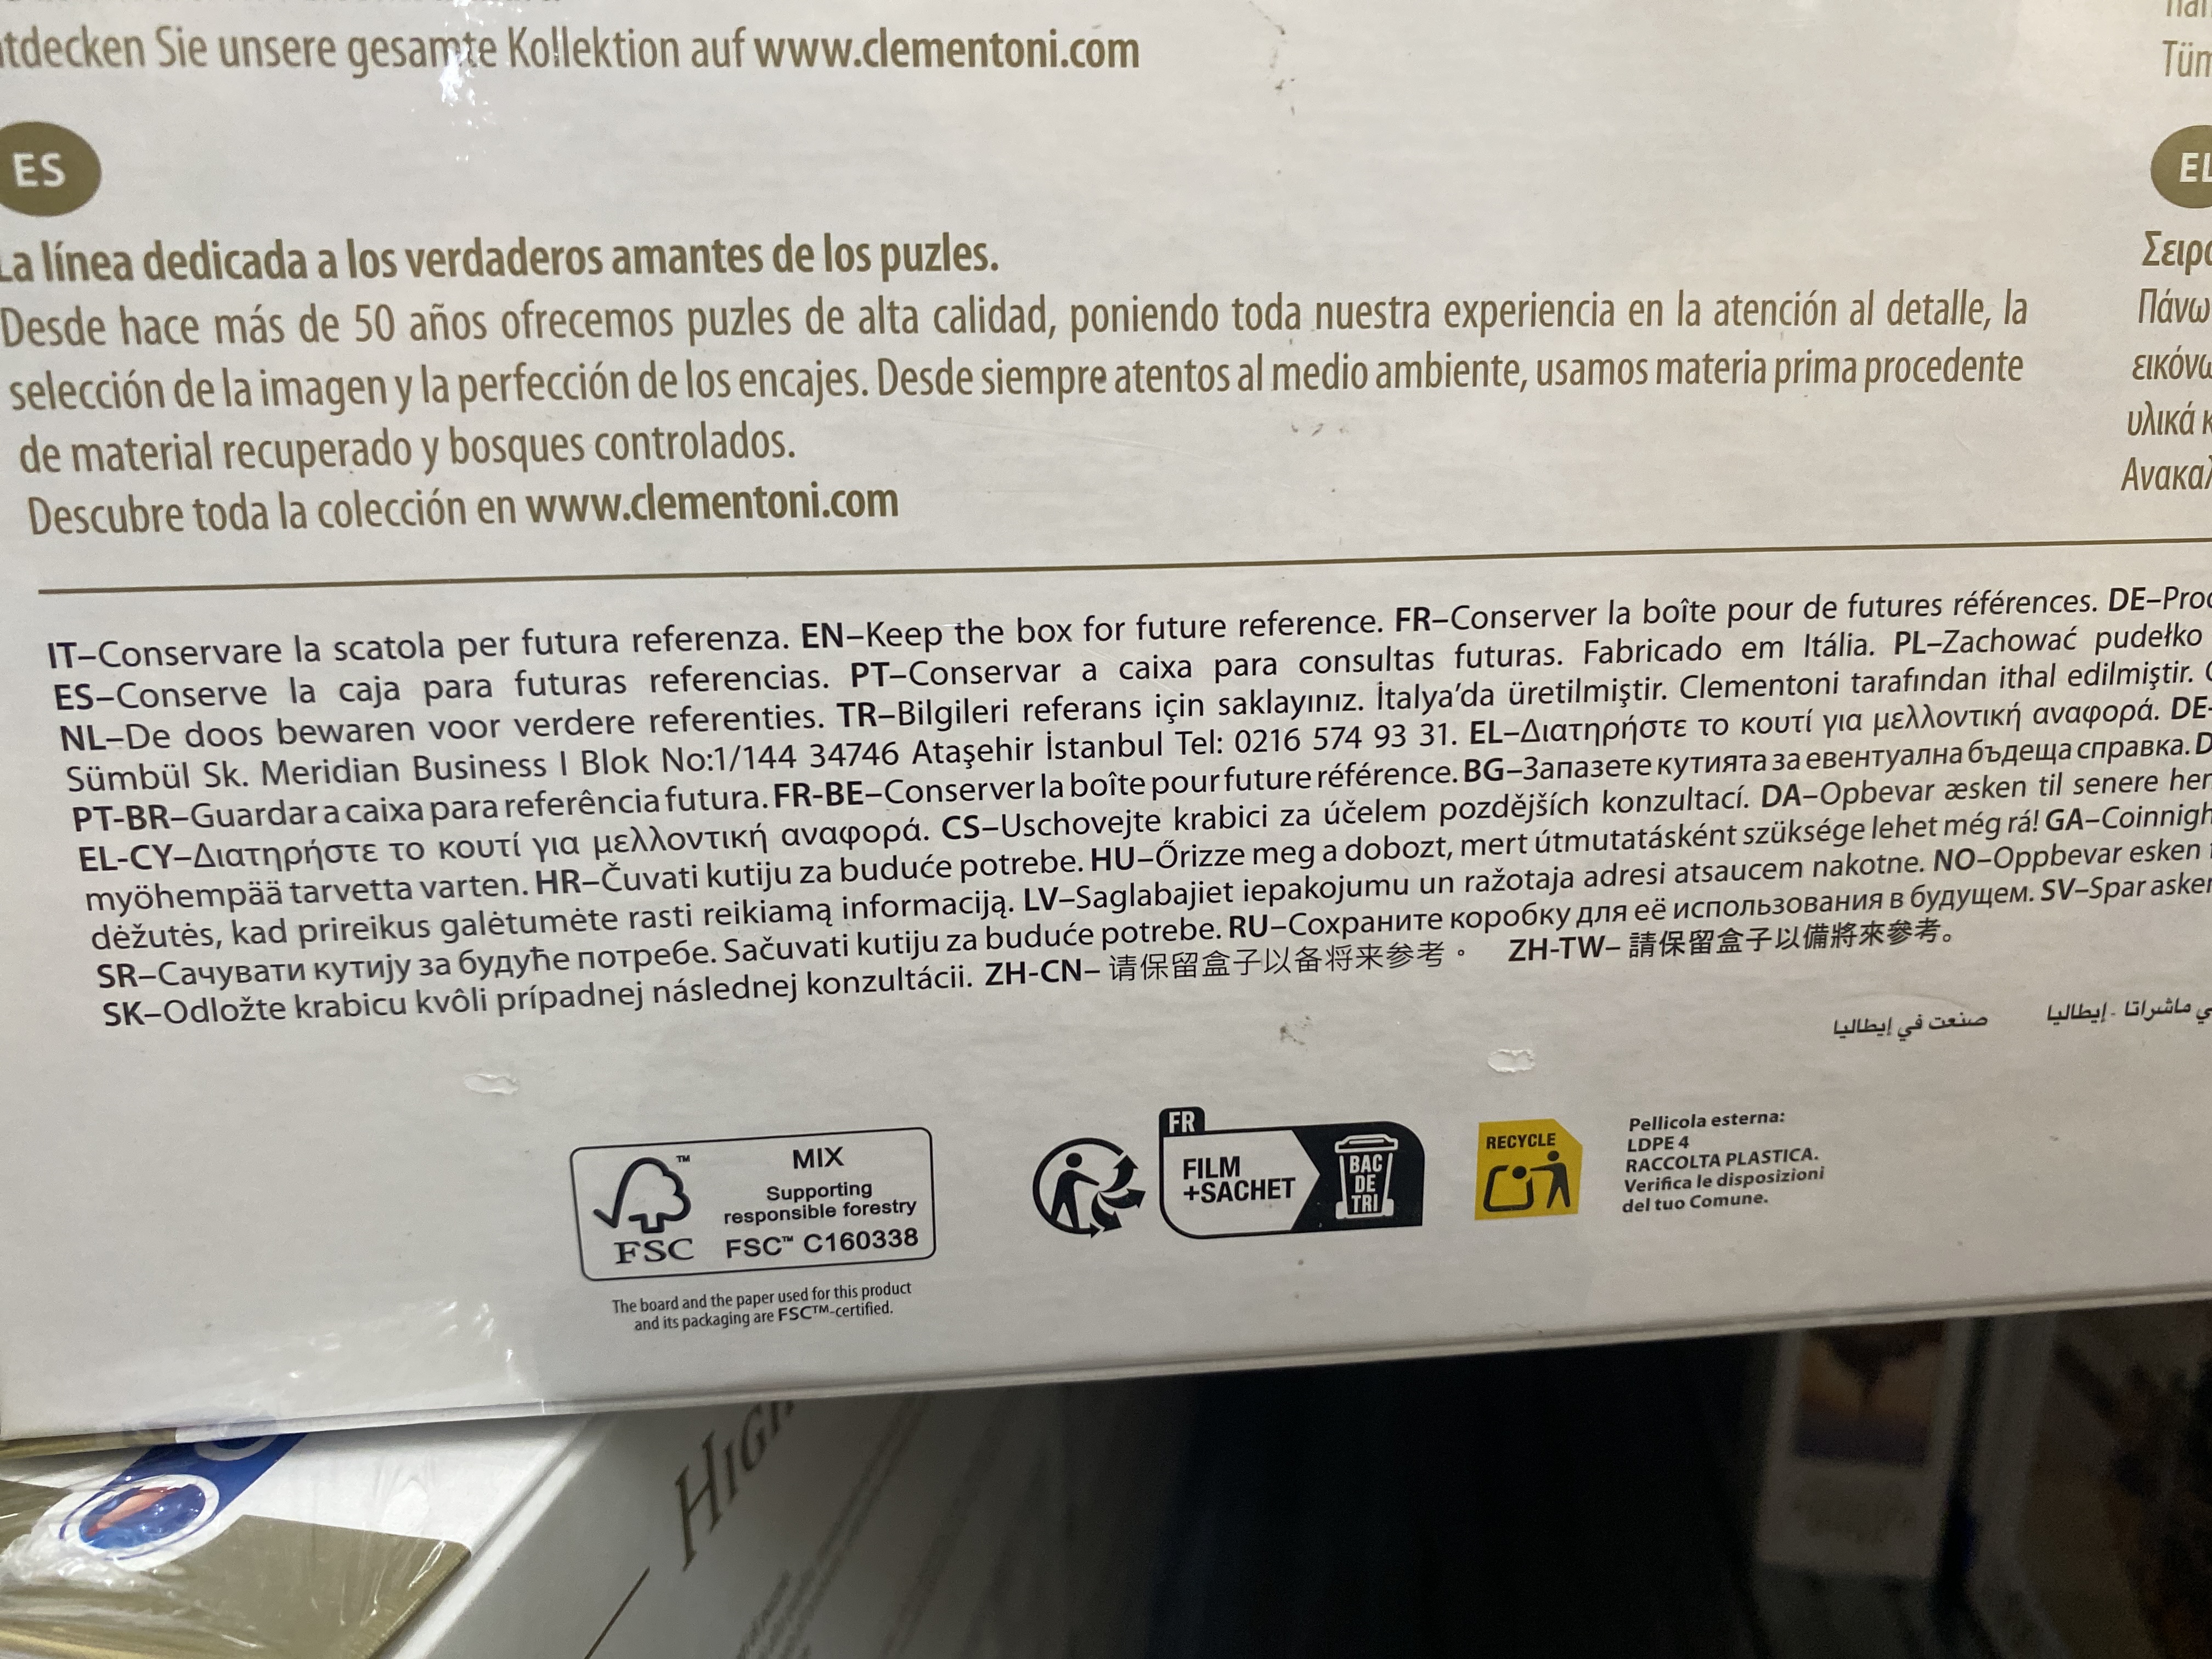 Sie unsere gesamte Kollektion auf www.clementoni.com
Tüm
ES
La línea dedicada a los verdaderos amantes de los puzles.
Desde hace más de 50 años ofrecemos puzles de alta calidad, poniendo toda nuestra experiencia en la atención al detalle, la
selección de la imagen y la perfección de los encajes. Desde siempre atentos al medio ambiente, usamos materia prima procedente
de material recuperado y bosques controlados.
Descubre toda la colección en www.clementoni.com
EL
υλικά
IT–Conservare la scatola per futura referenza. EN–Keep the box for future reference. FR–Conserver la boîte pour de futures références. DE–
ES–Conserve la caja para futuras referencias. PT–Conservar a caixa para consultas futuras. Fabricado em Itália. PL–Zachować pudełko
NL–De doos bewaren voor verdere referenties. TR–Bilgileri referans için saklayınız. İtalya’da üretilmiştir. Clementoni tarafından ithal edilmiştir.
Sümbül Sk. Meridian Business I Blok No:1/144 34746 Ataşehir İstanbul Tel: 0216 574 93 31. EL–Διατηρήστε το κουτί για μελλοντική αναφορά. DE-
PT-BR–Guardar a caixa para referência futura. FR-BE–Conserver la boîte pour future référence. BG–Запазете кутията за евентуална бъдеща справка.
EL-CY–Διατηρήστε το κουτί για μελλοντική αναφορά. CS–Uschovejte krabici za účelem pozdějších konzultací. DA–Opbevar æsken til senere
myöhempää tarvetta varten. HR–Čuvati kutiju za buduće potrebe. HU–Őrizze meg a dobozt, mert útmutatásként szüksége lehet még rá! GA–
dėžutės, kad prireikus galėtumėte rasti reikiamą informaciją. LV–Saglabajiet iepakojumu un ražotaja adresi atsaucem nakotne. NO–Oppbevar esken
SR–Сачувати кутију за будуће потребе. Sačuvati kutiju za buduće potrebe. RU–Сохраните коробку для её использования в будущем. SV–Spar
SK–Odložte krabicu kvôli prípadnej následnej konzultácii. ZH-CN– 请保留盒子以备将来参考。 ZH-TW– 請保留盒子以備將來參考。
صنعت في إيطاليا ماشراتا - إيطاليا
FSC
MIX
Supporting
responsible forestry
FSC™ C160338
The board and the paper used for this product
and its packaging are FSC™-certified.
FR
FILM
+SACHET
BAC
DE
TRI
RECYCLE
Pellicola esterna:
LDPE 4
RACCOLTA PLASTICA.
Verifica le disposizioni
del tuo Comune.